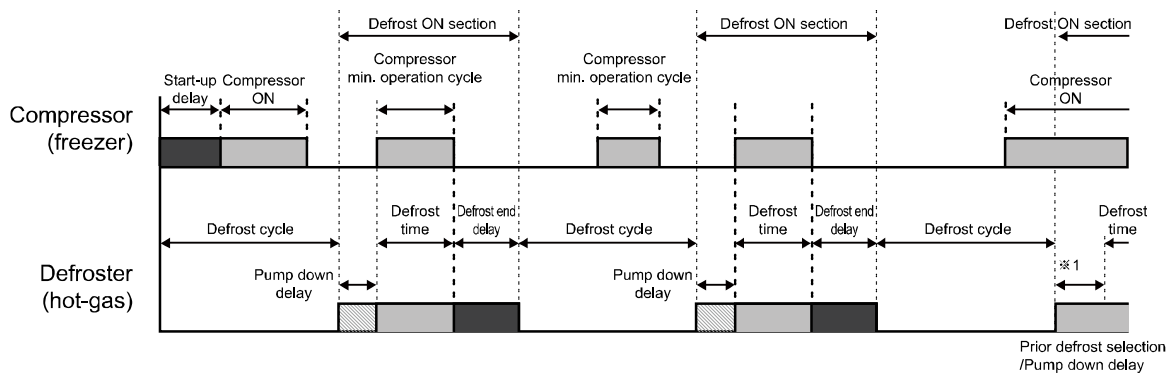 Defrost ON section
Defrost ON section
Defrost ON section
Compressor
min. operation cycle
Compressor
min. operation cycle
Start-up
delay
Compressor
ON
Compressor
ON
Compressor
(freezer)
Defrost cycle
Defrost
time
Defrost end
delay
Defrost cycle
Defrost
time
Defrost end
delay
Defrost cycle
Defrost
time
※1
Defroster
(hot-gas)
Pump down
delay
Pump down
delay
Prior defrost selection
/Pump down delay